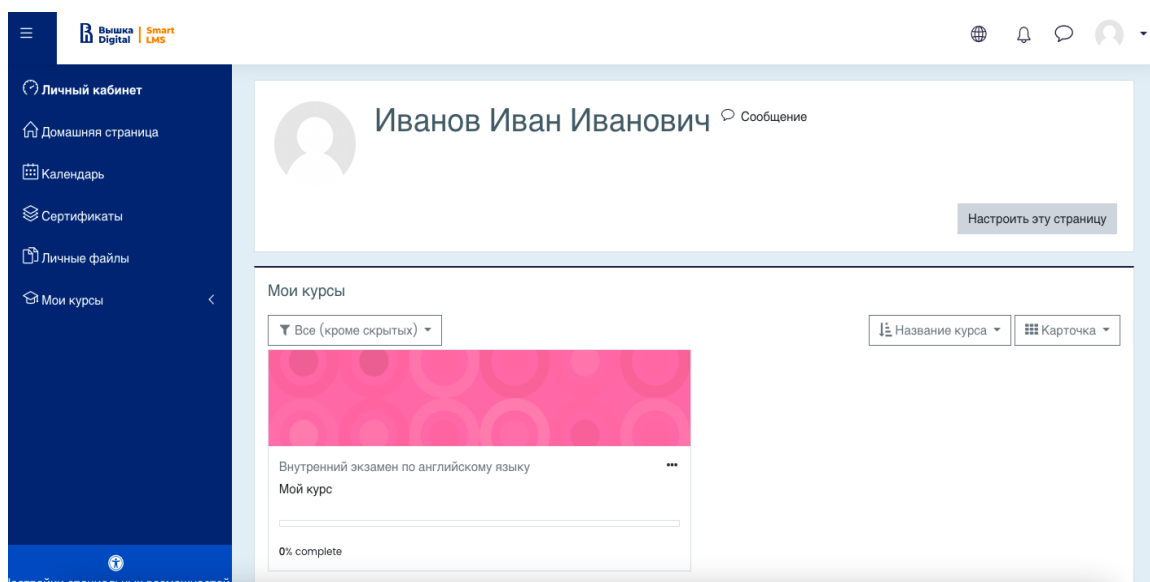 Вышка | Smart
Digital | LMS
Личный кабинет
Домашняя страница
Календарь
Сертификаты
Личные файлы
Мои курсы
Иванов Иван Иванович Сообщение
Настроить эту страницу
Мои курсы
Все (кроме скрытых)
Название курса
Карточка
Внутренний экзамен по английскому языку
Мой курс
0% complete